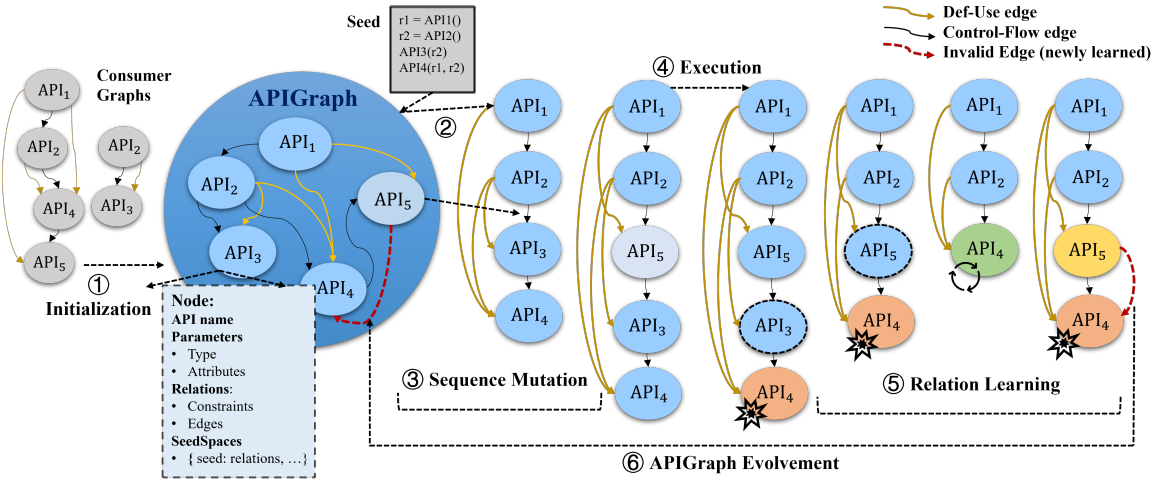 Seed
r1 = API1()
r2 = API2()
API3(r2)
API4(r1, r2)
Def-Use edge
Control-Flow edge
Invalid Edge (newly learned)
Consumer
Graphs
API₁
API₂
API₄
API₅
API₂
API₃
① Initialization
APIGraph
API₁
API₂
API₅
API₃
API₄
Node:
API name
Parameters
• Type
• Attributes
Relations:
• Constraints
• Edges
SeedSpaces
• { seed: relations, …}
②
API₁
API₂
API₃
API₄
③ Sequence Mutation
API₁
API₂
API₅
API₃
API₄
④ Execution
API₁
API₂
API₅
API₃
API₄
API₁
API₂
API₅
API₄
API₁
API₂
API₄
API₁
API₂
API₅
API₄
⑤ Relation Learning
⑥ APIGraph Evolvement